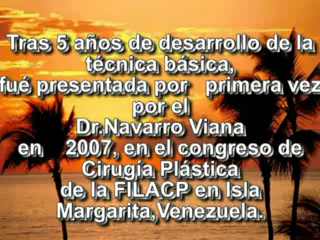 Tras 5 años de desarrollo de la
técnica básica,
fué presentada por primera vez
por el
Dr.Navarro Viana
en 2007, en el congreso de
Cirugía Plástica
de la FILACP en Isla
Margarita,Venezuela.